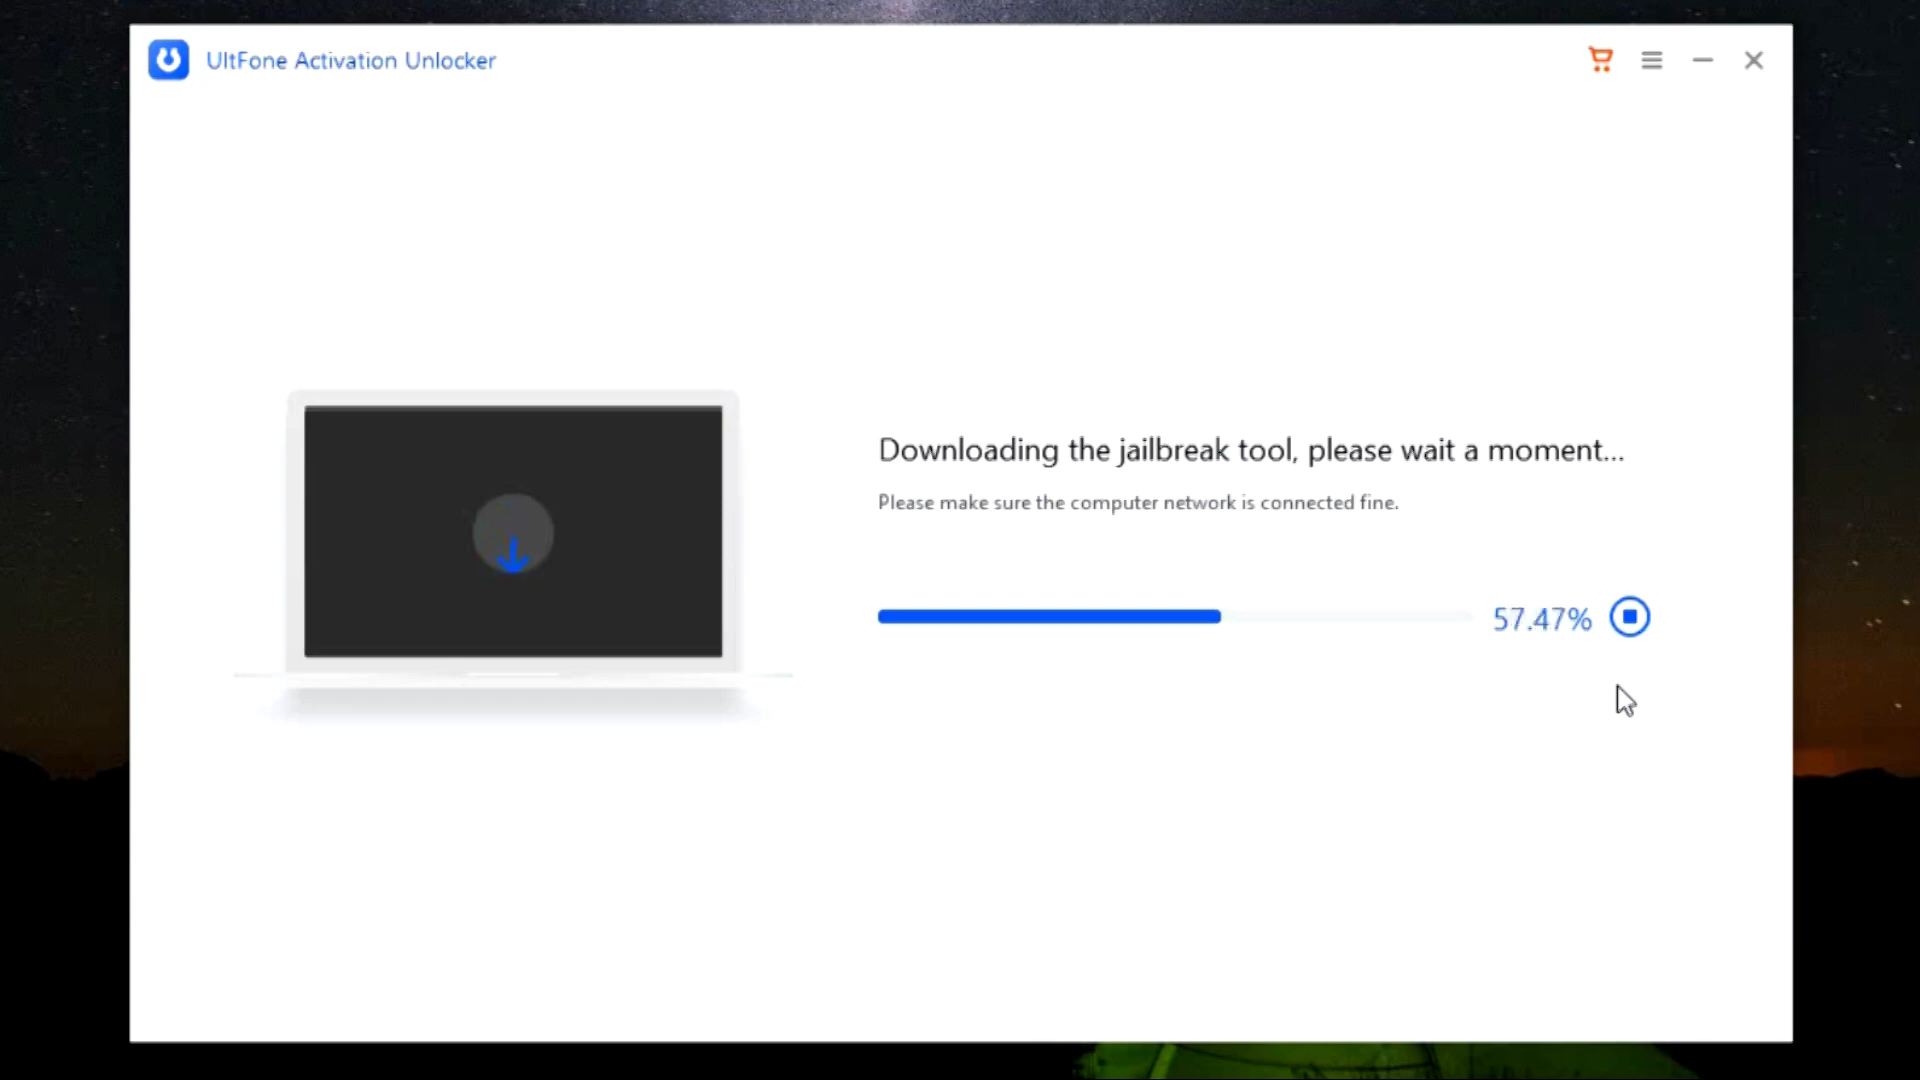 UltFone Activation Unlocker
Downloading the jailbreak tool, please wait a moment...
Please make sure the computer network is connected fine.
57.47%